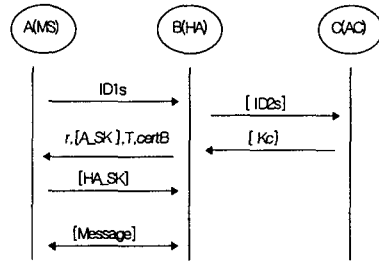 A(MS) B(HA) C(AC)
ID1s
[ ID2s]
r,[A_SK],T,certB
[ Kc]
[HA_SK]
[Message]